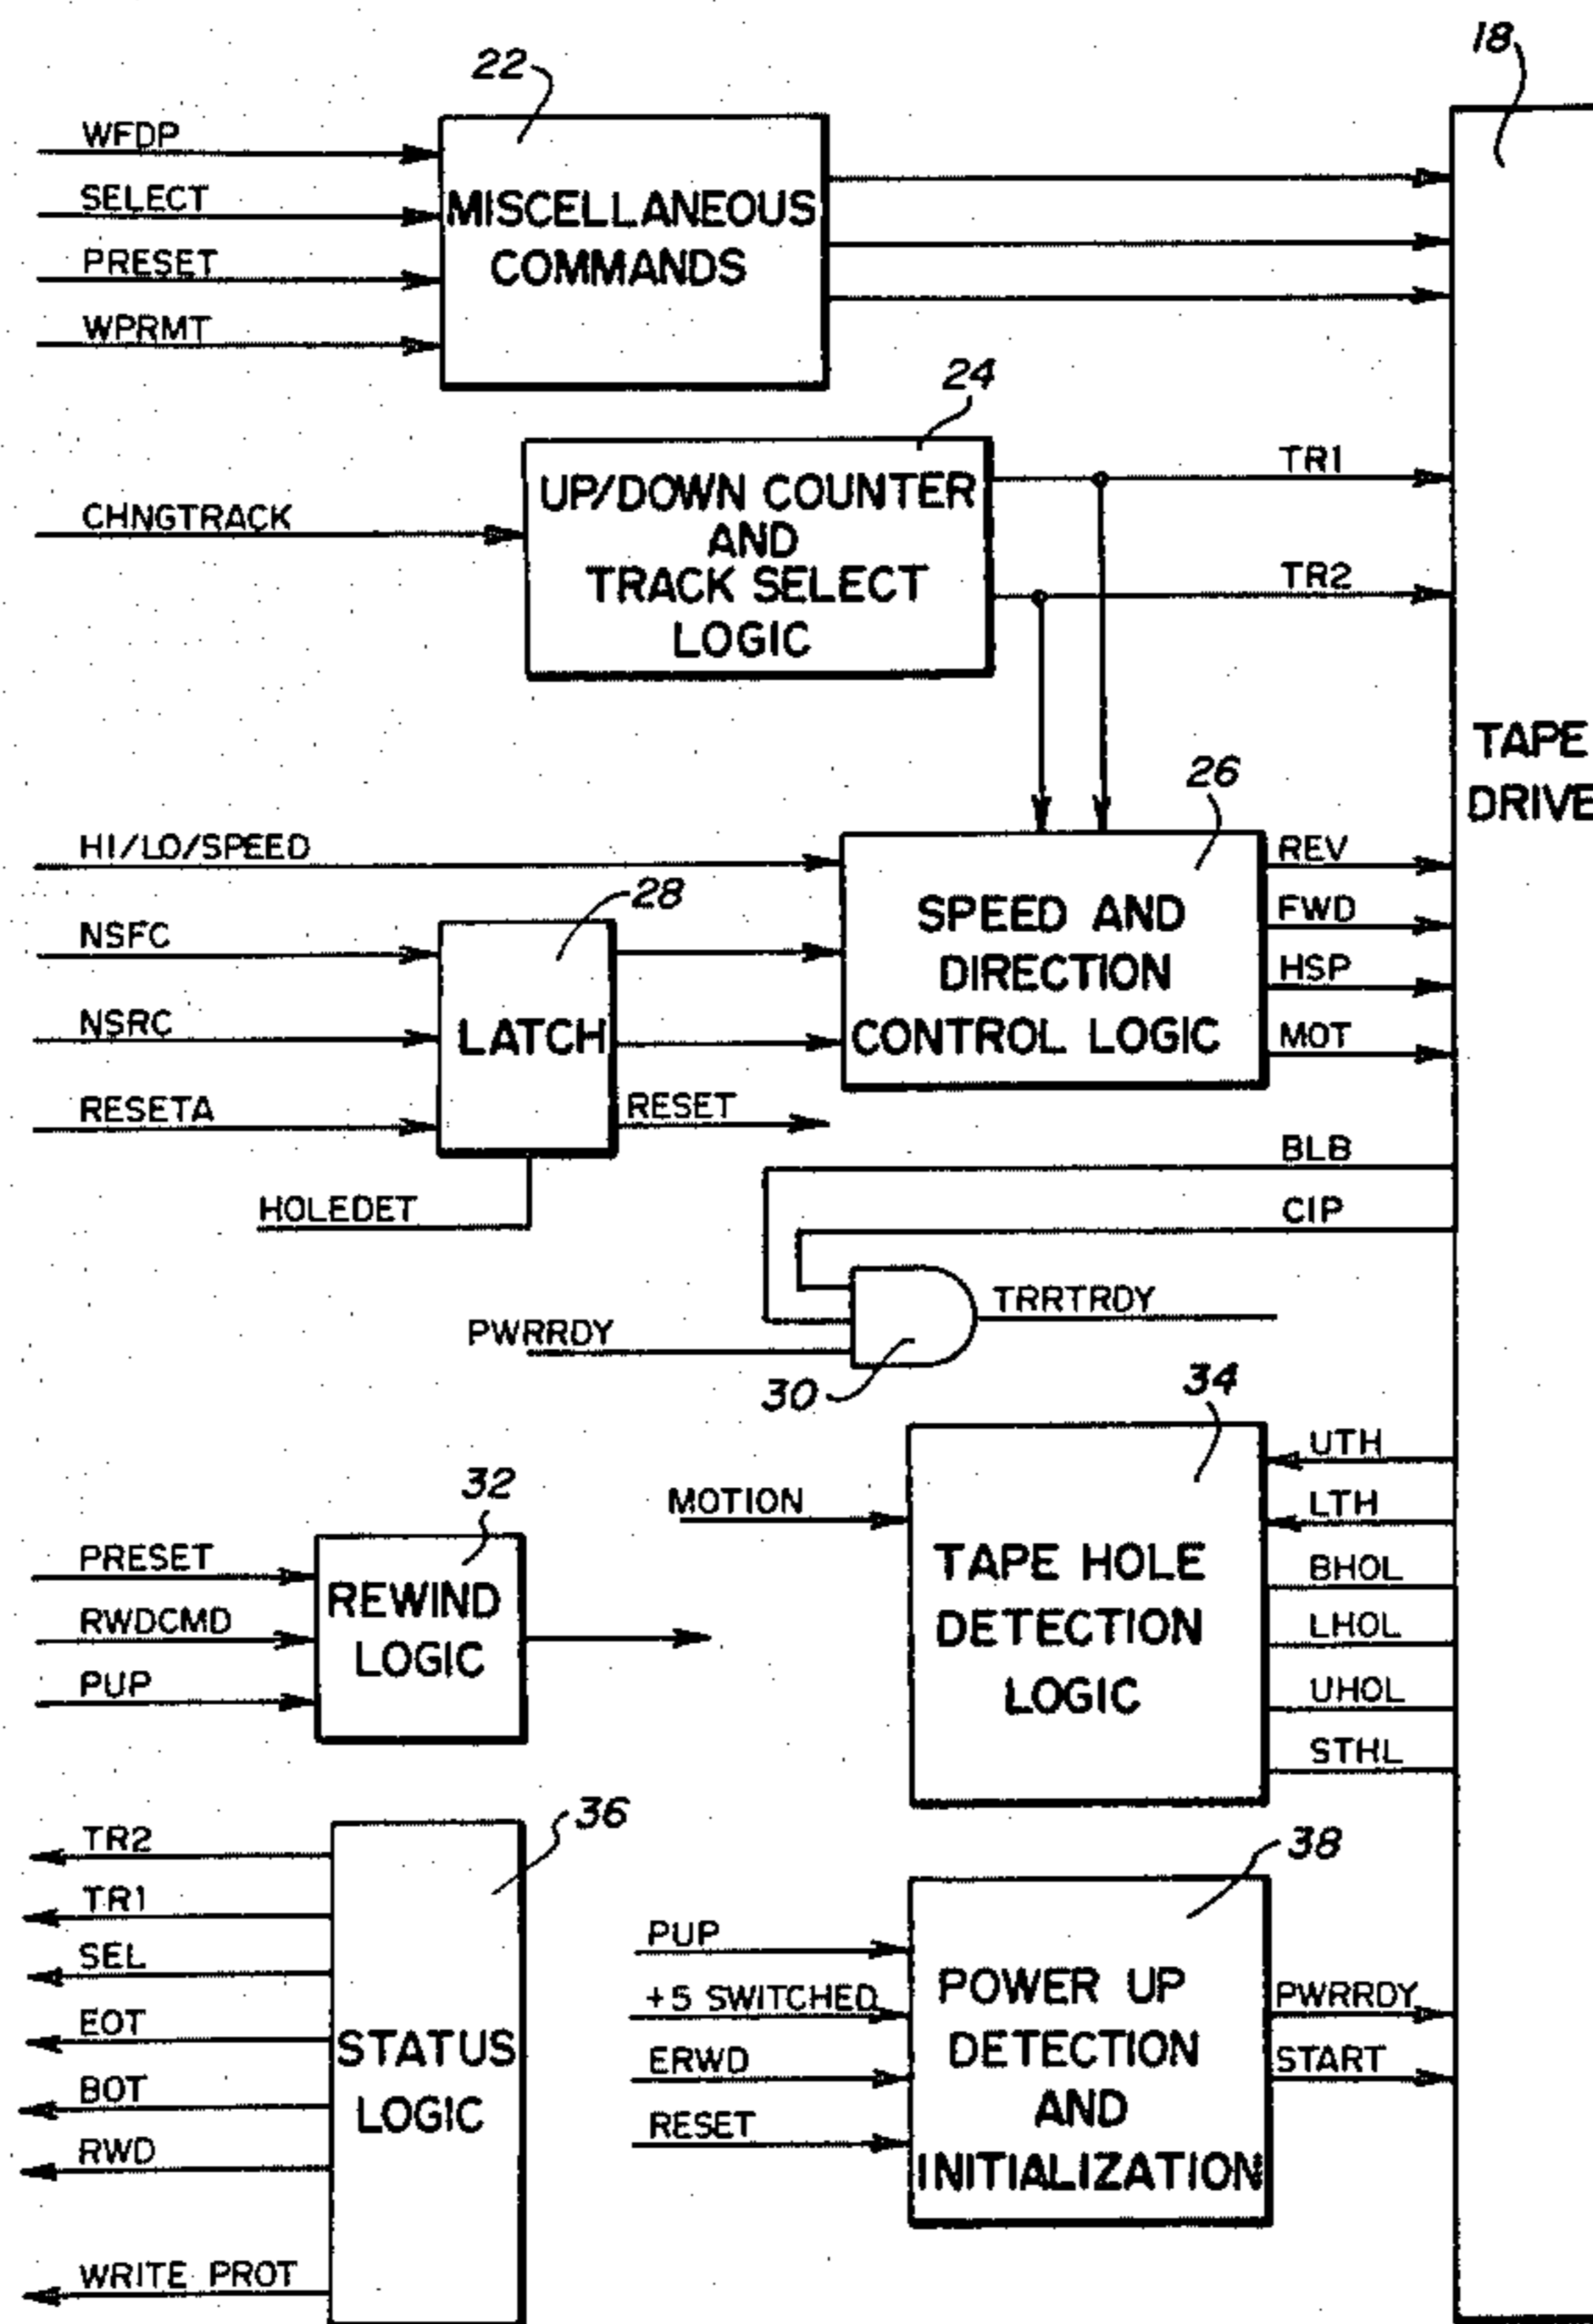 18
22
WFDP
SELECT
PRESET
WPRMT
MISCELLANEOUS
COMMANDS
24
CHNGTRACK
UP/DOWN COUNTER
AND
TRACK SELECT
LOGIC
TR1
TR2
TAPE
DRIVE
26
HI/LO/SPEED
28
NSFC
NSRC
RESETA
LATCH
RESET
HOLEDET
SPEED AND
DIRECTION
CONTROL LOGIC
REV
FWD
HSP
MOT
BLB
CIP
PWRRDY
TRRTRDY
30
34
MOTION
TAPE HOLE
DETECTION
LOGIC
UTH
LTH
BHOL
LHOL
UHOL
STHL
32
PRESET
RWDCMD
PUP
REWIND
LOGIC
36
TR2
TR1
SEL
EOT
BOT
RWD
WRITE PROT
STATUS
LOGIC
38
PUP
+5 SWITCHED
ERWD
RESET
POWER UP
DETECTION
AND
INITIALIZATION
PWRRDY
START